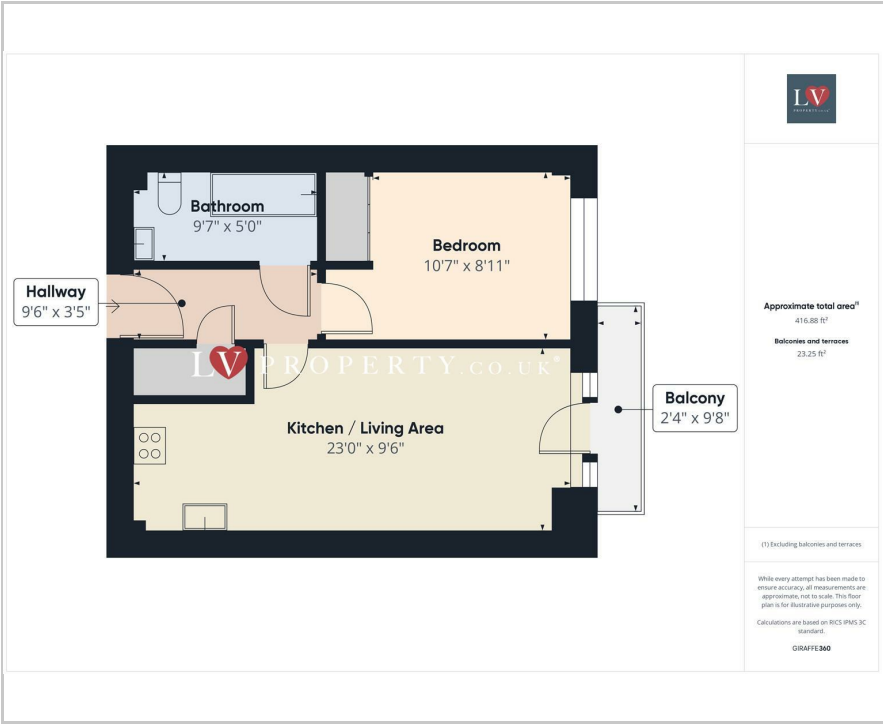 LV
PROPERTY.CO.UK
Bathroom
9'7" x 5'0"
Bedroom
10'7" x 8'11"
Hallway
9'6" x 3'5"
LV PROPERTY.CO.UK®
Kitchen / Living Area
23'0" x 9'6"
Balcony
2'4" x 9'8"
Approximate total area⁽¹⁾
416.88 ft²
Balconies and terraces
23.25 ft²
(1) Excluding balconies and terraces
While every attempt has been made to
ensure accuracy, all measurements are
approximate, not to scale. This floor
plan is for illustrative purposes only.
Calculations are based on RICS IPMS 3C
standard.
GIRAFFE360